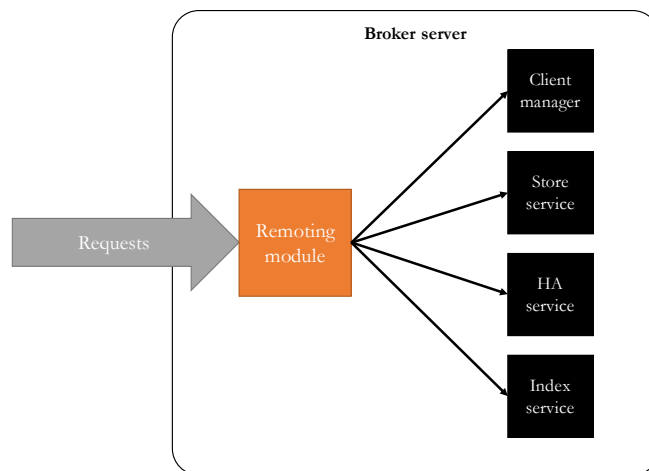 Broker server
Client
manager
Store
service
Requests
Remoting
module
HA
service
Index
service